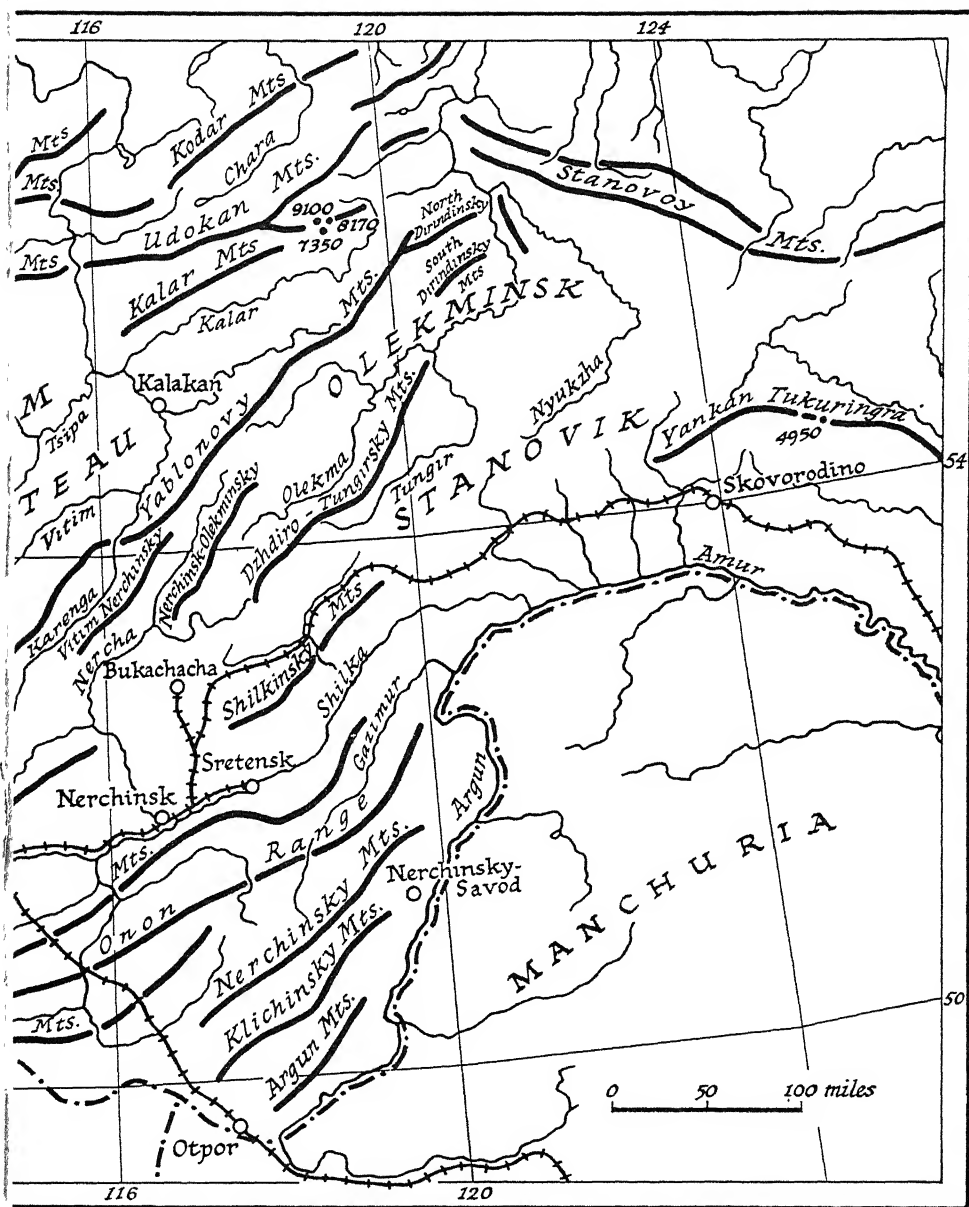 116 120 124
Mts
Kodar Mts
Chara
Mts.
Udokan Mts.
9100
8170
7350
Mts
Kalar Mts
Kalar
North
Dirindinsky
South
Dirindinsky
Mts
Stanovoy Mts.
OLEKMINSK
Kalakan
M
Tsipa
TEAU
Vitim
Yablonovy Mts.
Nyukzha
STANOVIK
Yankan Tukuringra
4950
54
Skovorodino
Olekma
Tungir
Dzhdiro-Tungirsky Mts.
Nerchinsk-Olekminsky
Karenga
Vitim Nerchinsky
Nercha
Amur
Bukachacha
Shilkinsky Mts
Shilka
Gazimur
Sretensk
Nerchinsk
Argun
Mts.
Onon Range
Nerchinsky-
Savod
Nerchinsky Mts.
Klichinsky Mts.
Argun Mts.
MANCHURIA
Mts.
50
0 50 100 miles
Otpor
116 120